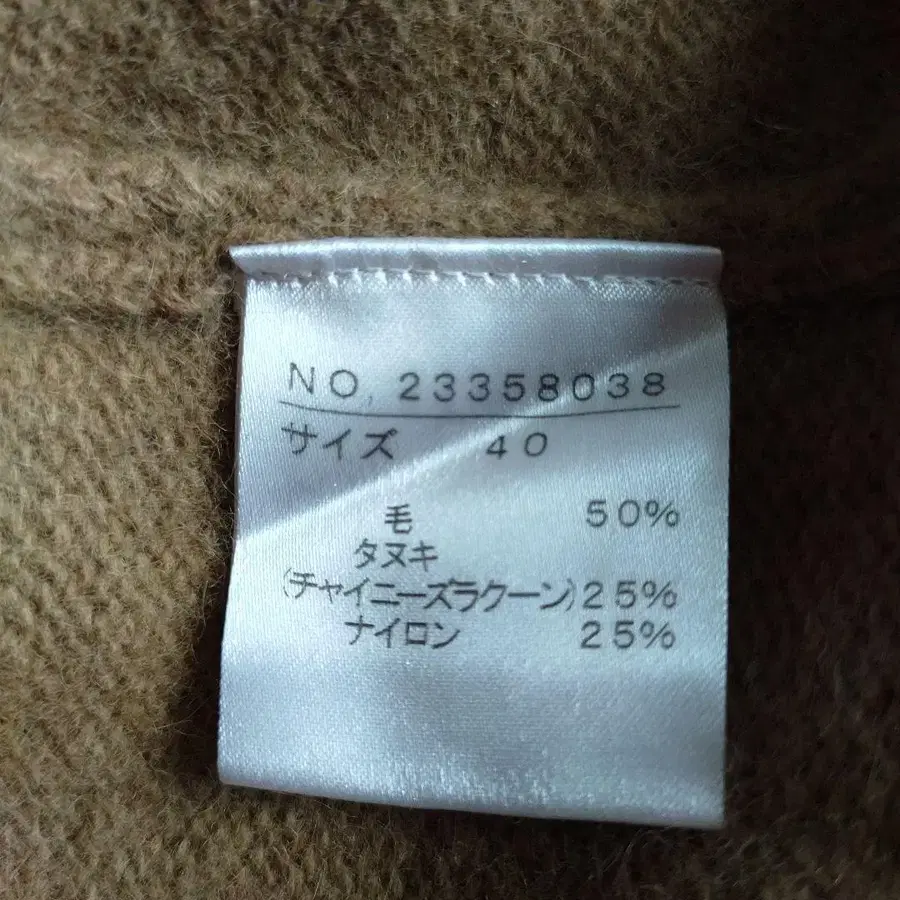 NO, 23358038
サイズ 40
毛 50%
タヌキ
(チャイニーズラクーン) 25%
ナイロン 25%